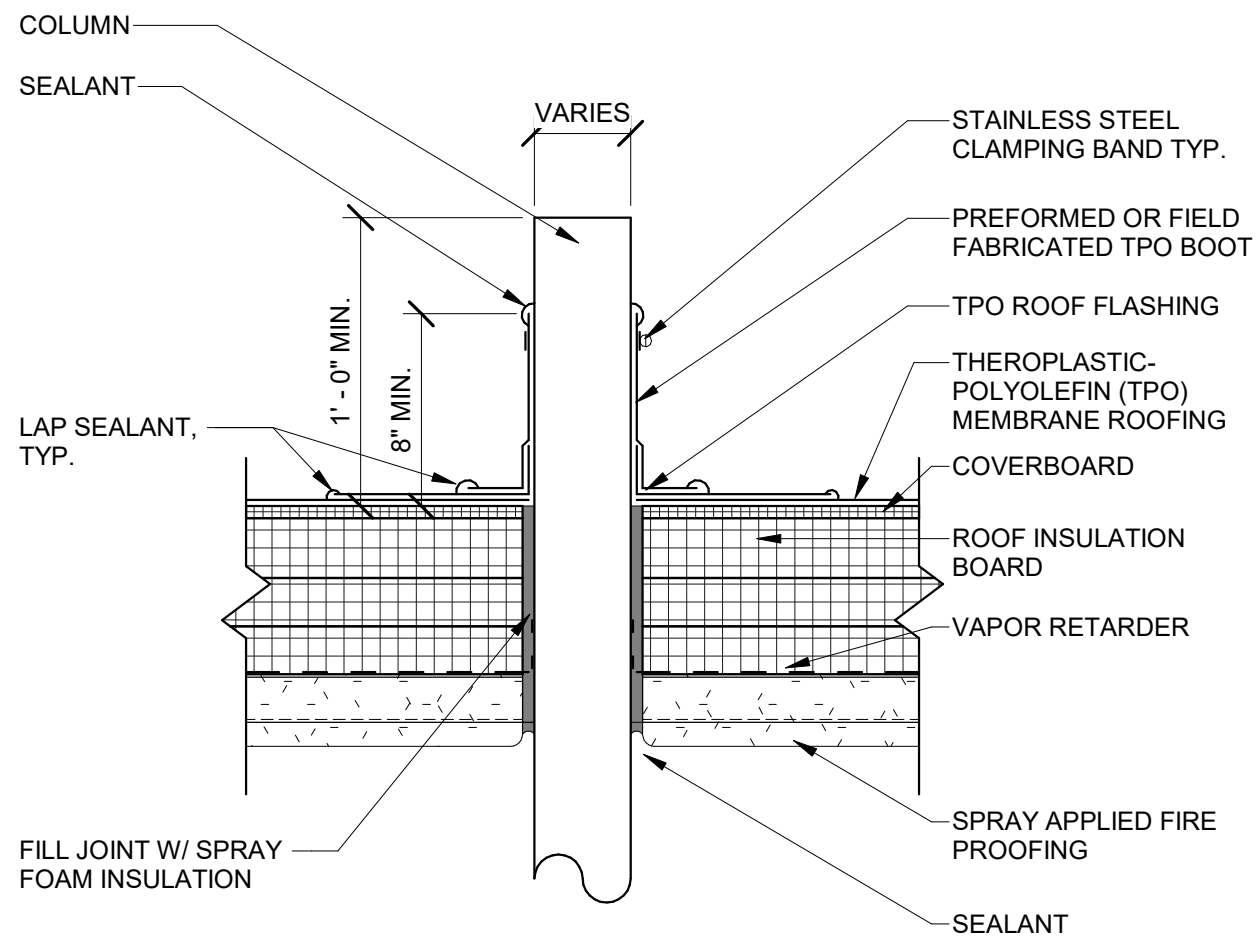 COLUMN
SEALANT
VARIES
STAINLESS STEEL
CLAMPING BAND TYP.
PREFORMED OR FIELD
FABRICATED TPO BOOT
TPO ROOF FLASHING
1' - 0" MIN.
8" MIN.
THEROPLASTIC-
POLYOLEFIN (TPO)
MEMBRANE ROOFING
LAP SEALANT,
TYP.
COVERBOARD
ROOF INSULATION
BOARD
VAPOR RETARDER
SPRAY APPLIED FIRE
PROOFING
FILL JOINT W/ SPRAY
FOAM INSULATION
SEALANT